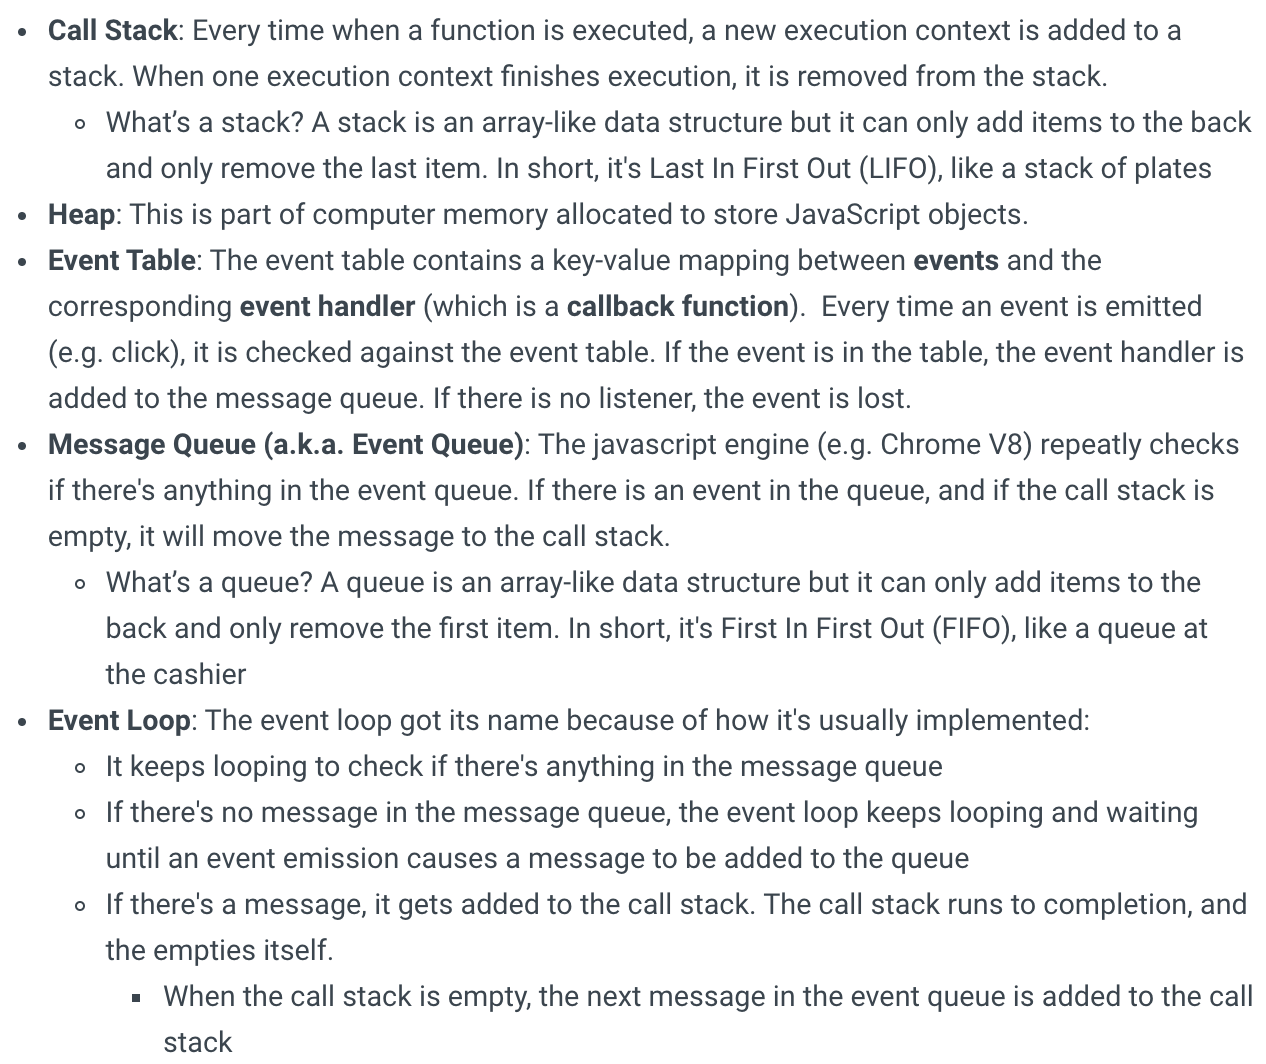 Call Stack: Every time when a function is executed, a new execution context is added to a
stack. When one execution context finishes execution, it is removed from the stack.
What’s a stack? A stack is an array-like data structure but it can only add items to the back
and only remove the last item. In short, it's Last In First Out (LIFO), like a stack of plates
Heap: This is part of computer memory allocated to store JavaScript objects.
Event Table: The event table contains a key-value mapping between events and the
corresponding event handler (which is a callback function).  Every time an event is emitted
(e.g. click), it is checked against the event table. If the event is in the table, the event handler is
added to the message queue. If there is no listener, the event is lost.
Message Queue (a.k.a. Event Queue): The javascript engine (e.g. Chrome V8) repeatly checks
if there's anything in the event queue. If there is an event in the queue, and if the call stack is
empty, it will move the message to the call stack.
What’s a queue? A queue is an array-like data structure but it can only add items to the
back and only remove the first item. In short, it's First In First Out (FIFO), like a queue at
the cashier
Event Loop: The event loop got its name because of how it's usually implemented:
It keeps looping to check if there's anything in the message queue
If there's no message in the message queue, the event loop keeps looping and waiting
until an event emission causes a message to be added to the queue
If there's a message, it gets added to the call stack. The call stack runs to completion, and
the empties itself.
When the call stack is empty, the next message in the event queue is added to the call
stack